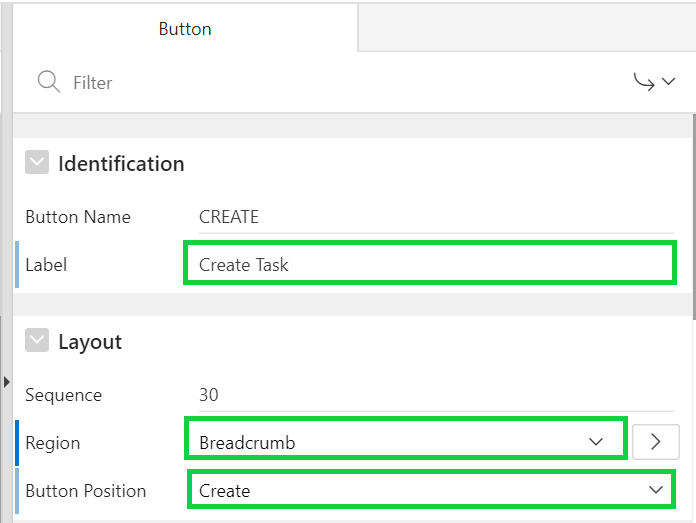 Button
Filter
Identification
Button Name CREATE
Label Create Task
Layout
Sequence 30
Region Breadcrumb
Button Position Create